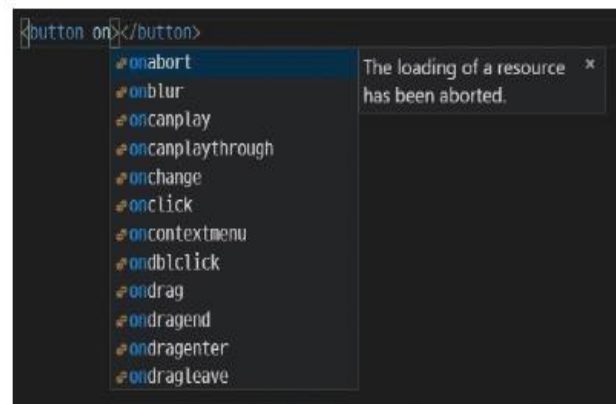 <button on></button>
onabort
The loading of a resource ×
has been aborted.
onblur
oncanplay
oncanplaythrough
onchange
onclick
oncontextmenu
ondblclick
ondrag
ondragend
ondragenter
ondragleave